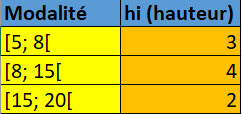 Modalité hi (hauteur)
[5; 8[ 3
[8; 15[ 4
[15; 20[ 2